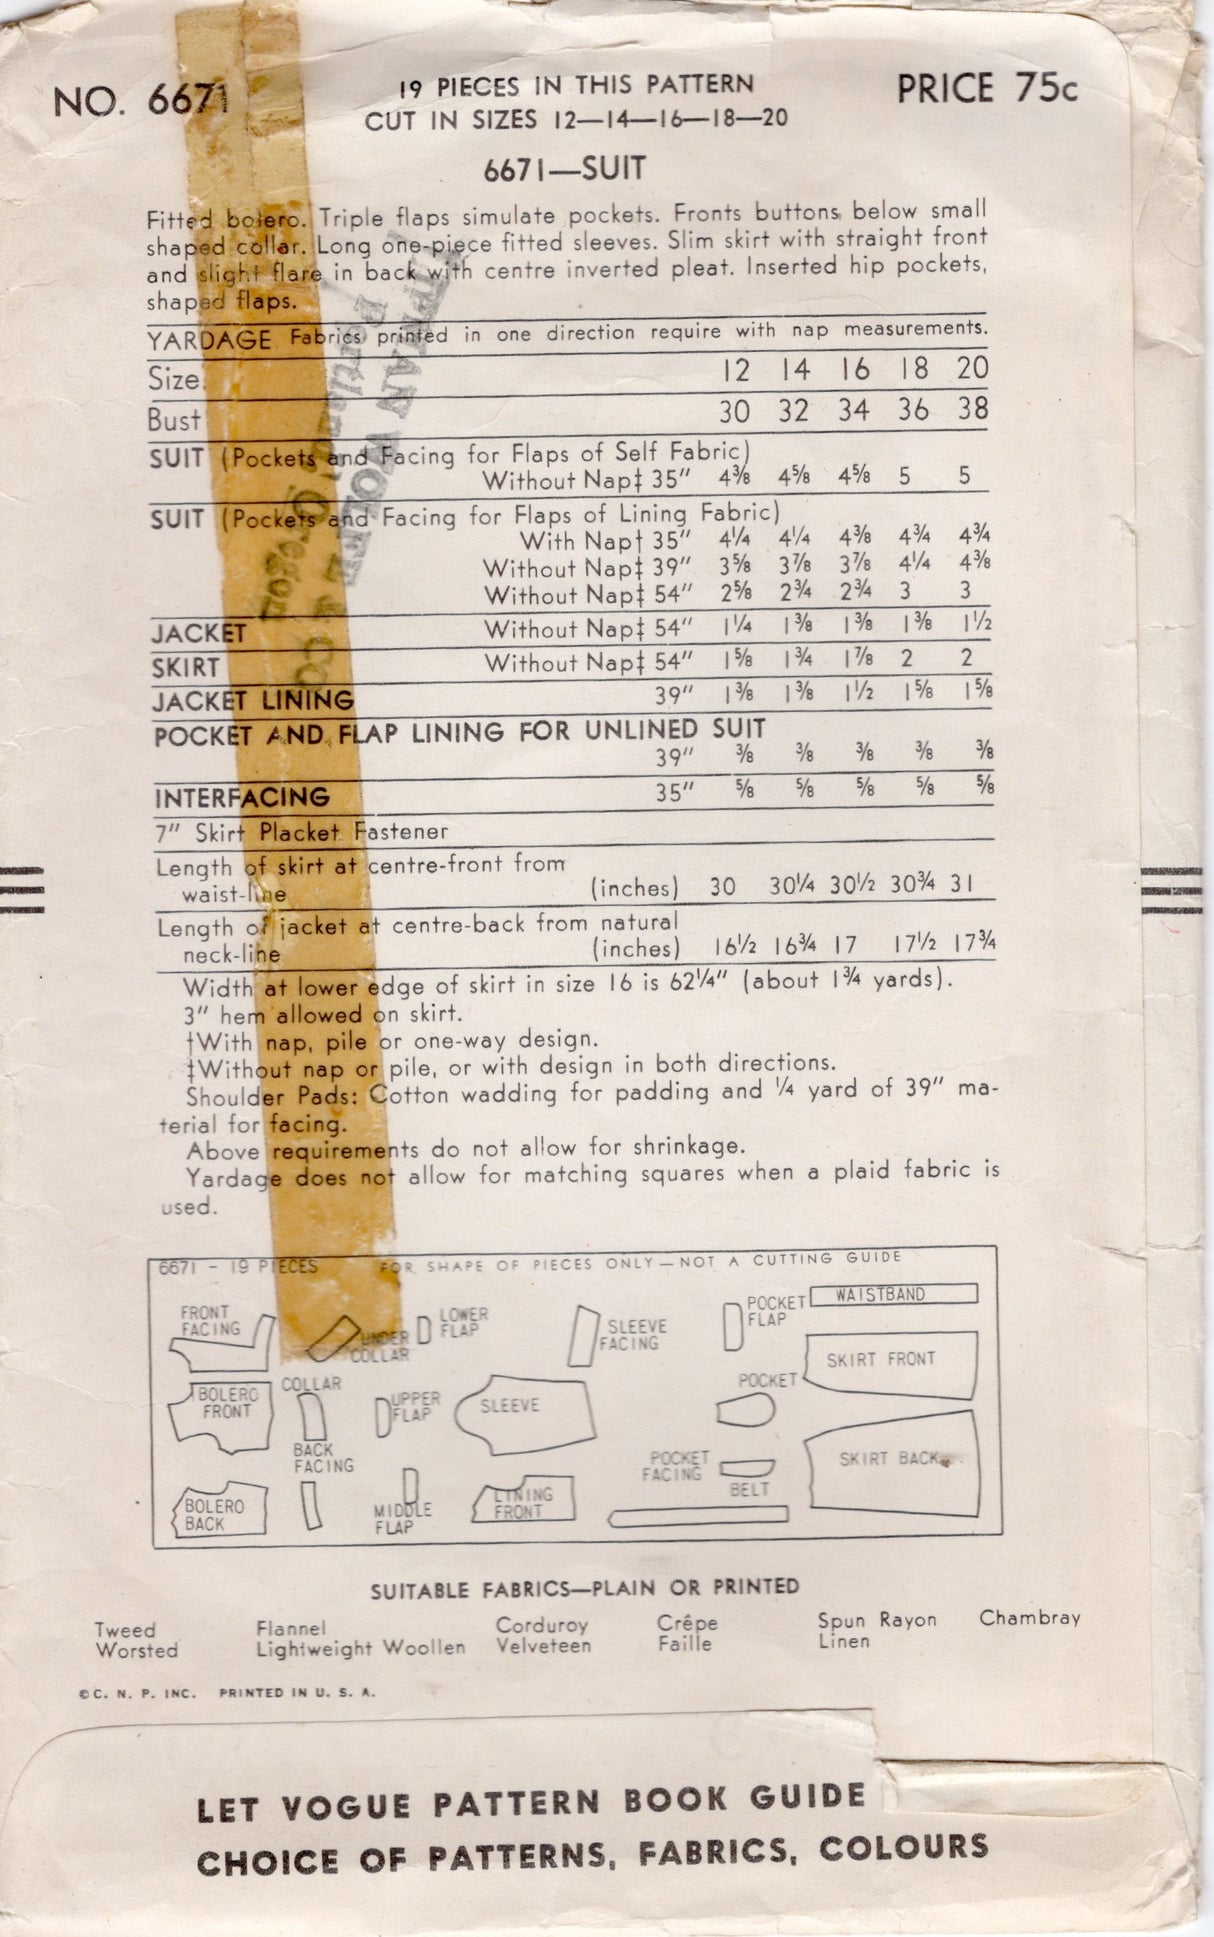 NO. 6671
19 PIECES IN THIS PATTERN
PRICE 75c
CUT IN SIZES 12—14—16—18—20
6671—SUIT
Fitted bolero. Triple flaps simulate pockets. Fronts buttons below small
shaped collar. Long one-piece fitted sleeves. Slim skirt with straight front
and slight flare in back with centre inverted pleat. Inserted hip pockets,
shaped flaps.
YARDAGE Fabrics printed in one direction require with nap measurements.
Size 12 14 16 18 20
Bust 30 32 34 36 38
SUIT (Pockets and Facing for Flaps of Self Fabric)
Without Nap‡ 35″ 4⅜ 4⅝ 4⅝ 5 5
SUIT (Pockets and Facing for Flaps of Lining Fabric)
With Nap† 35″ 4¼ 4¼ 4⅜ 4¾ 4¾
Without Nap‡ 39″ 3⅝ 3⅞ 3⅞ 4¼ 4⅜
Without Nap‡ 54″ 2⅝ 2¾ 2¾ 3 3
JACKET Without Nap‡ 54″ 1¼ 1⅜ 1⅜ 1⅜ 1½
SKIRT Without Nap‡ 54″ 1⅝ 1¾ 1⅞ 2 2
JACKET LINING 39″ 1⅜ 1⅜ 1½ 1⅝ 1⅝
POCKET AND FLAP LINING FOR UNLINED SUIT
39″ ⅜ ⅜ ⅜ ⅜ ⅜
INTERFACING 35″ ⅝ ⅝ ⅝ ⅝ ⅝
7″ Skirt Placket Fastener
Length of skirt at centre-front from
waist-line (inches) 30 30¼ 30½ 30¾ 31
Length of jacket at centre-back from natural
neck-line (inches) 16½ 16¾ 17 17½ 17¾
Width at lower edge of skirt in size 16 is 62¼″ (about 1¾ yards).
3″ hem allowed on skirt.
†With nap, pile or one-way design.
‡Without nap or pile, or with design in both directions.
Shoulder Pads: Cotton wadding for padding and ¼ yard of 39″ ma-
terial for facing.
Above requirements do not allow for shrinkage.
Yardage does not allow for matching squares when a plaid fabric is
used.
Portland Oregon
6671 - 19 PIECES FOR SHAPE OF PIECES ONLY—NOT A CUTTING GUIDE
FRONT
FACING
UNDER
COLLAR
LOWER
FLAP
SLEEVE
FACING
POCKET
FLAP
WAISTBAND
SKIRT FRONT
BOLERO
FRONT
COLLAR
UPPER
FLAP
SLEEVE
POCKET
BACK
FACING
POCKET
FACING
SKIRT BACK
BELT
BOLERO
BACK
MIDDLE
FLAP
LINING
FRONT
SUITABLE FABRICS—PLAIN OR PRINTED
Tweed Flannel Corduroy Crêpe Spun Rayon Chambray
Worsted Lightweight Woollen Velveteen Faille Linen
©C. N. P. INC. PRINTED IN U. S. A.
LET VOGUE PATTERN BOOK GUIDE
CHOICE OF PATTERNS, FABRICS, COLOURS